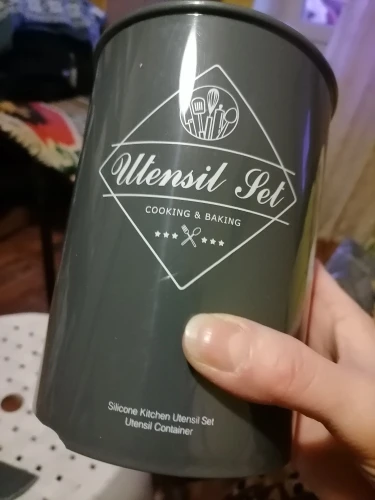 Utensil Set
COOKING & BAKING
Silicone Kitchen Utensil Set
Utensil Container